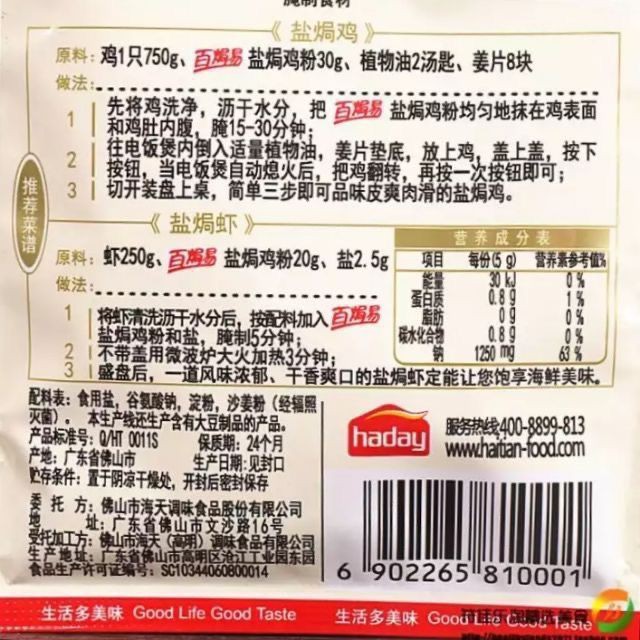 腌制食材
《盐焗鸡》
原料：鸡1只750g、百焗易 盐焗鸡粉30g、植物油2汤匙、姜片8块
做法：
1 先将鸡洗净，沥干水分，把 百焗易 盐焗鸡粉均匀地抹在鸡表面
和鸡肚内腹，腌15-30分钟；
2 往电饭煲内倒入适量植物油，姜片垫底，放上鸡，盖上盖，按下
按钮，当电饭煲自动熄火后，把鸡翻转，再按一次按钮即可；
3 切开装盘上桌，简单三步即可品味皮爽肉滑的盐焗鸡。
推荐菜谱
《盐焗虾》
原料：虾250g、百焗易 盐焗鸡粉20g、盐2.5g
做法：
1 将虾清洗沥干水分后，按配料加入 百焗易
盐焗鸡粉和盐，腌制5分钟；
2 不带盖用微波炉大火加热3分钟；
3 盛盘后，一道风味浓郁、干香爽口的盐焗虾定能让您饱享海鲜美味。
营养成分表
项目 每份(5 g) 营养素参考值%
能量 30 kJ 0 %
蛋白质 0.8 g 1 %
脂肪 0 g 0 %
碳水化合物 0.8 g 0 %
钠 1250 mg 63 %
配料表：食用盐，谷氨酸钠，淀粉，沙姜粉（经辐照
灭菌）。 本生产线还生产含有大豆制品的产品。
产品标准号：Q/HT 0011S 保质期：24个月
产地：广东省佛山市 生产日期：见封口
贮存条件：置于阴凉干燥处，开封后密封保存
委托方：佛山市海天调味食品股份有限公司
地址：广东省佛山市文沙路16号
受托加工方：佛山市海天（高明）调味食品有限公司
生产地址：广东省佛山市高明区沧江工业园东园
食品生产许可证编号：SC10344060800014
haday
服务热线:400-8899-813
www.haitian-food.com
6 902265 810001
生活多美味 Good Life Good Taste 生活多美味 Good Life Good Taste